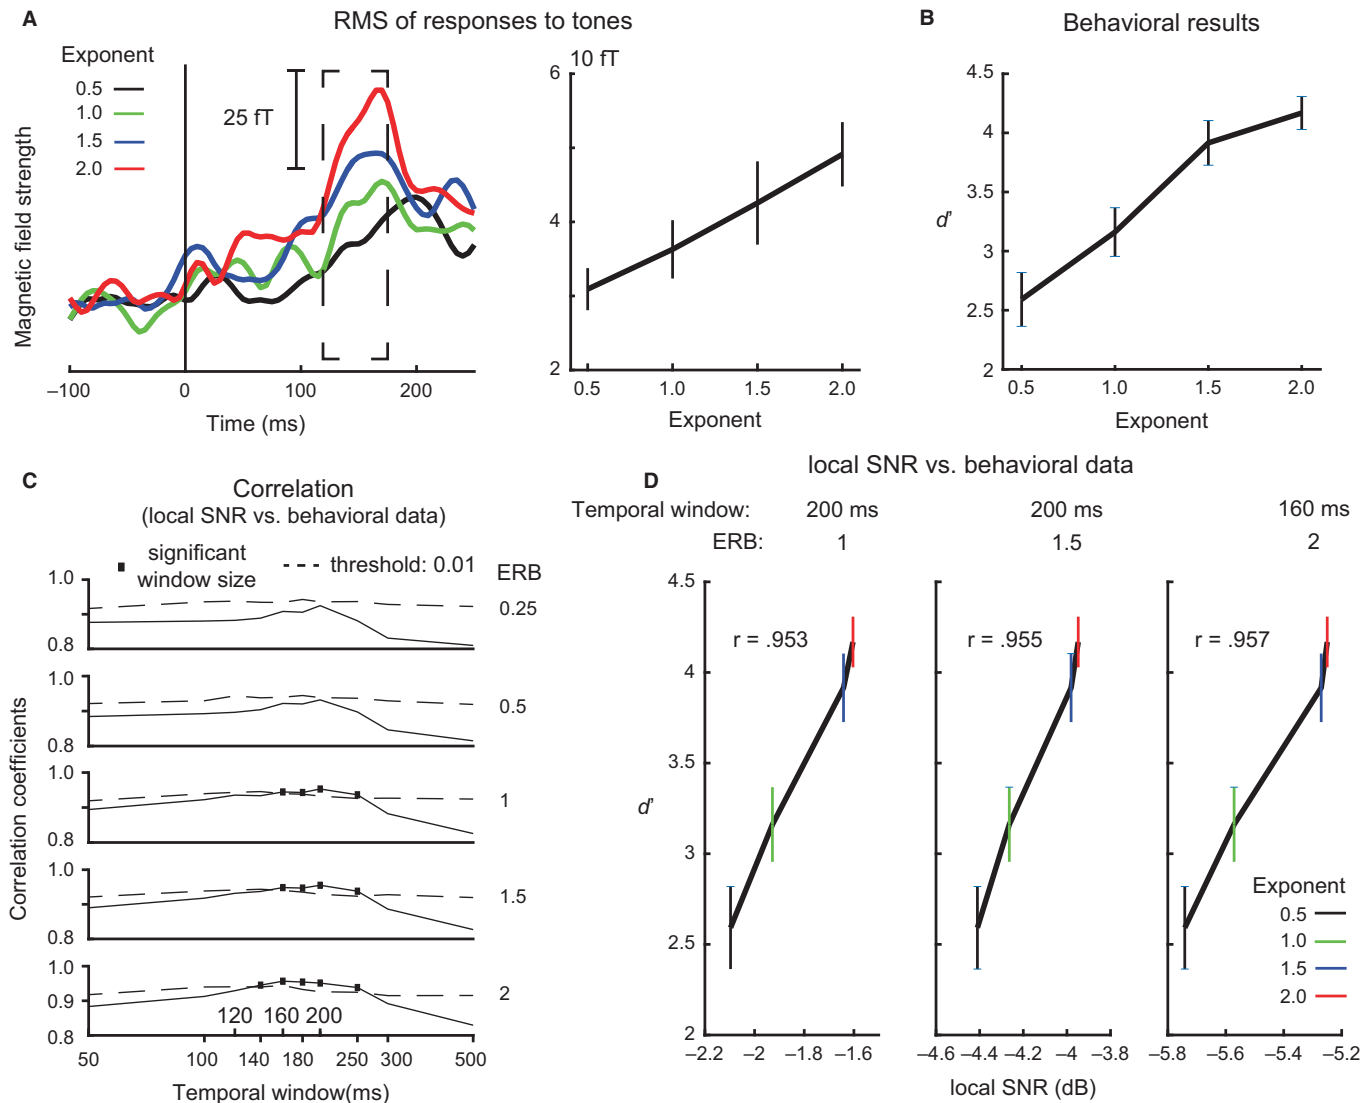 A
RMS of responses to tones
Exponent
0.5
1.0
1.5
2.0
25 fT
Magnetic field strength
–100
0
100
200
Time (ms)
10 fT
6
4
2
0.5
1.0
1.5
2.0
Exponent
B
Behavioral results
4.5
4
3.5
d'
3
2.5
2
0.5
1.0
1.5
2.0
Exponent
C
Correlation
(local SNR vs. behavioral data)
significant
window size
threshold: 0.01
ERB
1.0
0.25
0.8
1.0
0.5
0.8
1.0
1
0.8
1.0
1.5
0.8
1.0
2
0.9
0.8
120 160 200
Correlation coefficients
50 100 140 180 250 300 500
Temporal window(ms)
D
local SNR vs. behavioral data
Temporal window: 200 ms 200 ms 160 ms
ERB: 1 1.5 2
4.5
4
3.5
d'
3
2.5
2
r = .953
r = .955
r = .957
Exponent
0.5
1.0
1.5
2.0
–2.2 –2 –1.8 –1.6
–4.6 –4.4 –4.2 –4 –3.8
–5.8 –5.6 –5.4 –5.2
local SNR (dB)